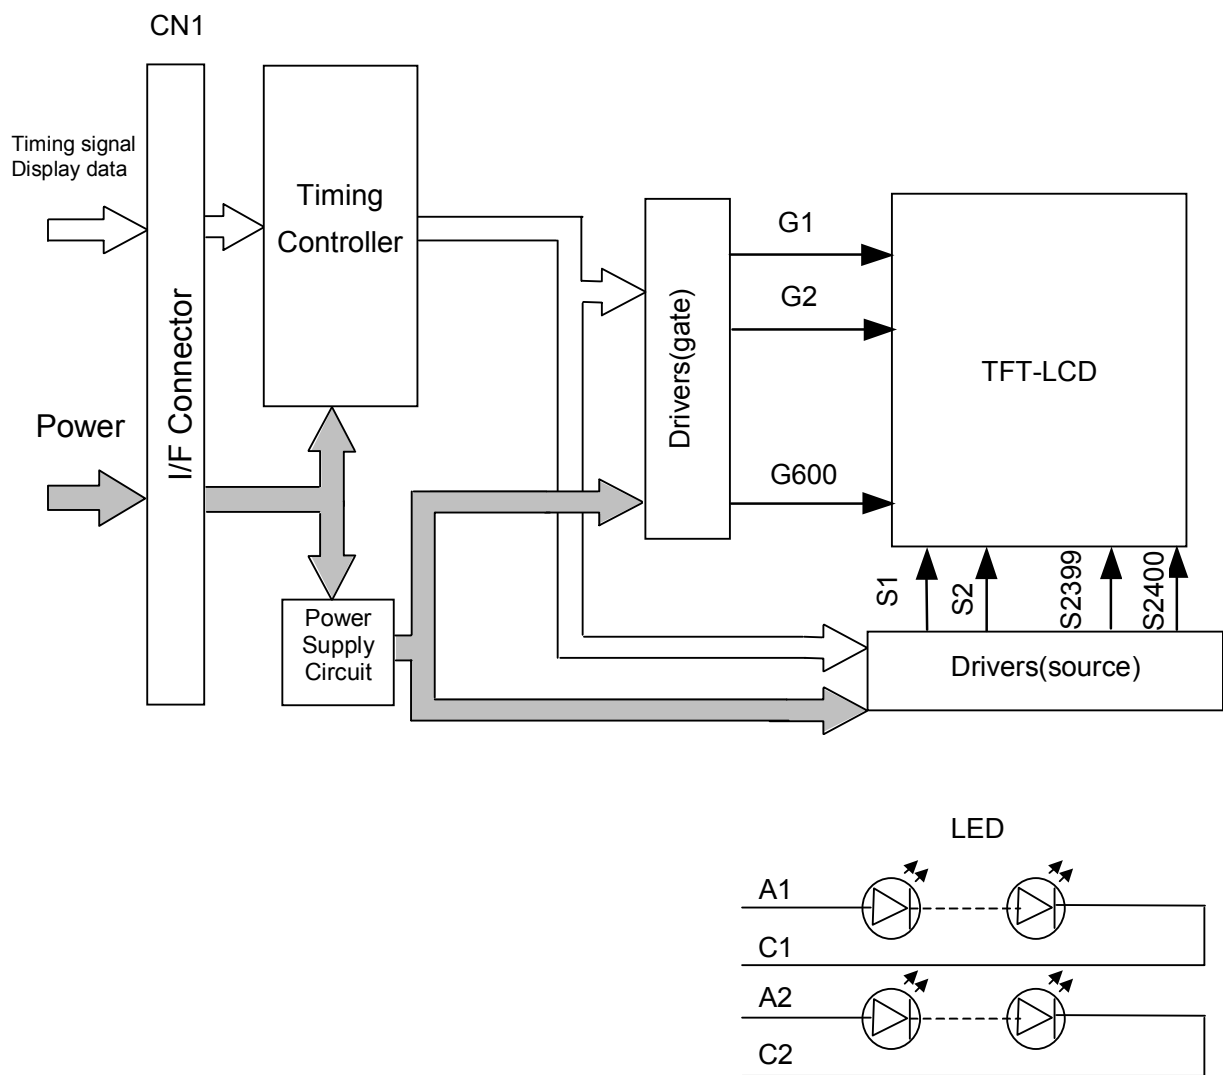 CN1
Timing signal
Display data
Power
I/F Connector
Timing
Controller
Power
Supply
Circuit
Drivers(gate)
G1
G2
G600
TFT-LCD
S1
S2
S2399
S2400
Drivers(source)
LED
A1
C1
A2
C2